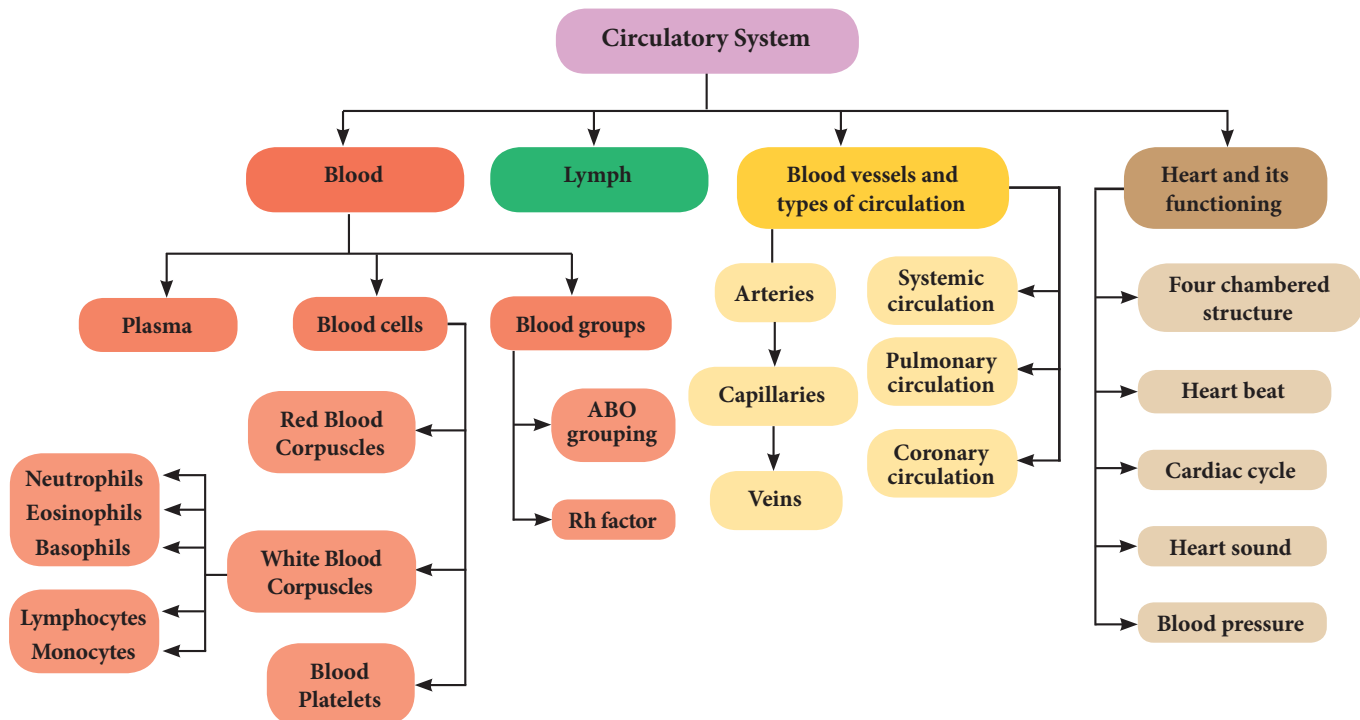 Circulatory System
Blood
Lymph
Blood vessels and
types of circulation
Heart and its
functioning
Plasma
Blood cells
Blood groups
Red Blood
Corpuscles
White Blood
Corpuscles
Blood
Platelets
Neutrophils
Eosinophils
Basophils
Lymphocytes
Monocytes
ABO
grouping
Rh factor
Arteries
Capillaries
Veins
Systemic
circulation
Pulmonary
circulation
Coronary
circulation
Four chambered
structure
Heart beat
Cardiac cycle
Heart sound
Blood pressure